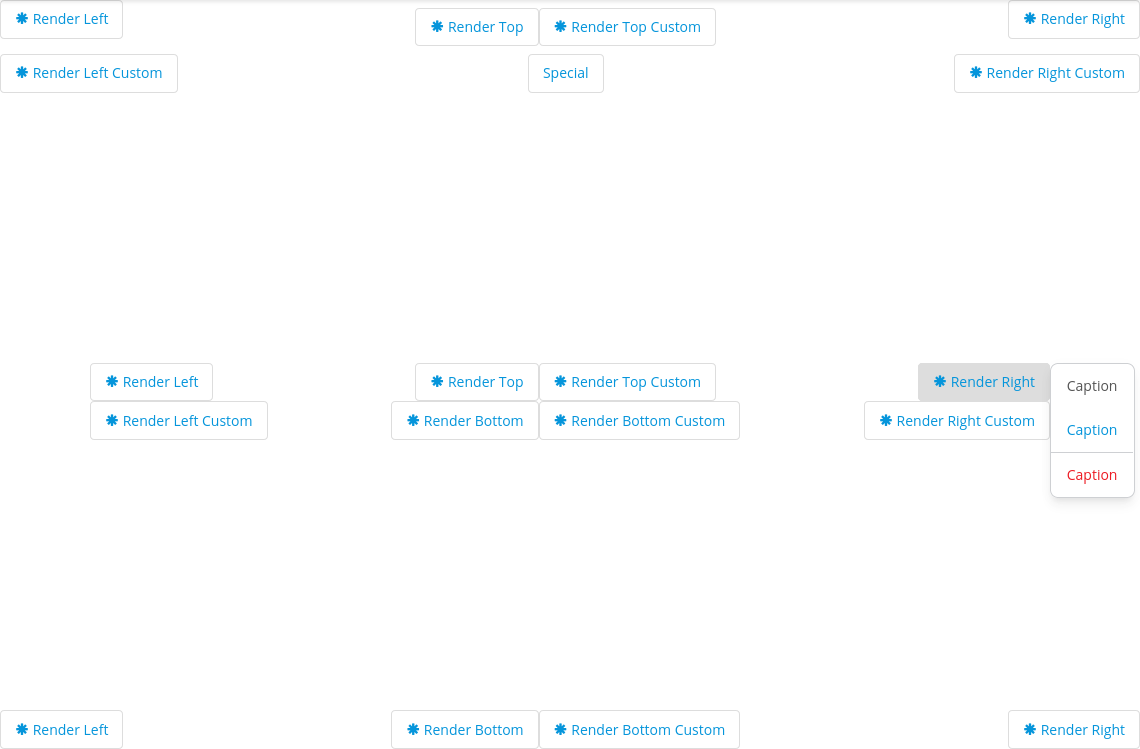 Render Left
Render Top
Render Top Custom
Render Right
Render Left Custom
Special
Render Right Custom
Render Left
Render Top
Render Top Custom
Render Right
Caption
Render Left Custom
Render Bottom
Render Bottom Custom
Render Right Custom
Caption
Caption
Render Left
Render Bottom
Render Bottom Custom
Render Right